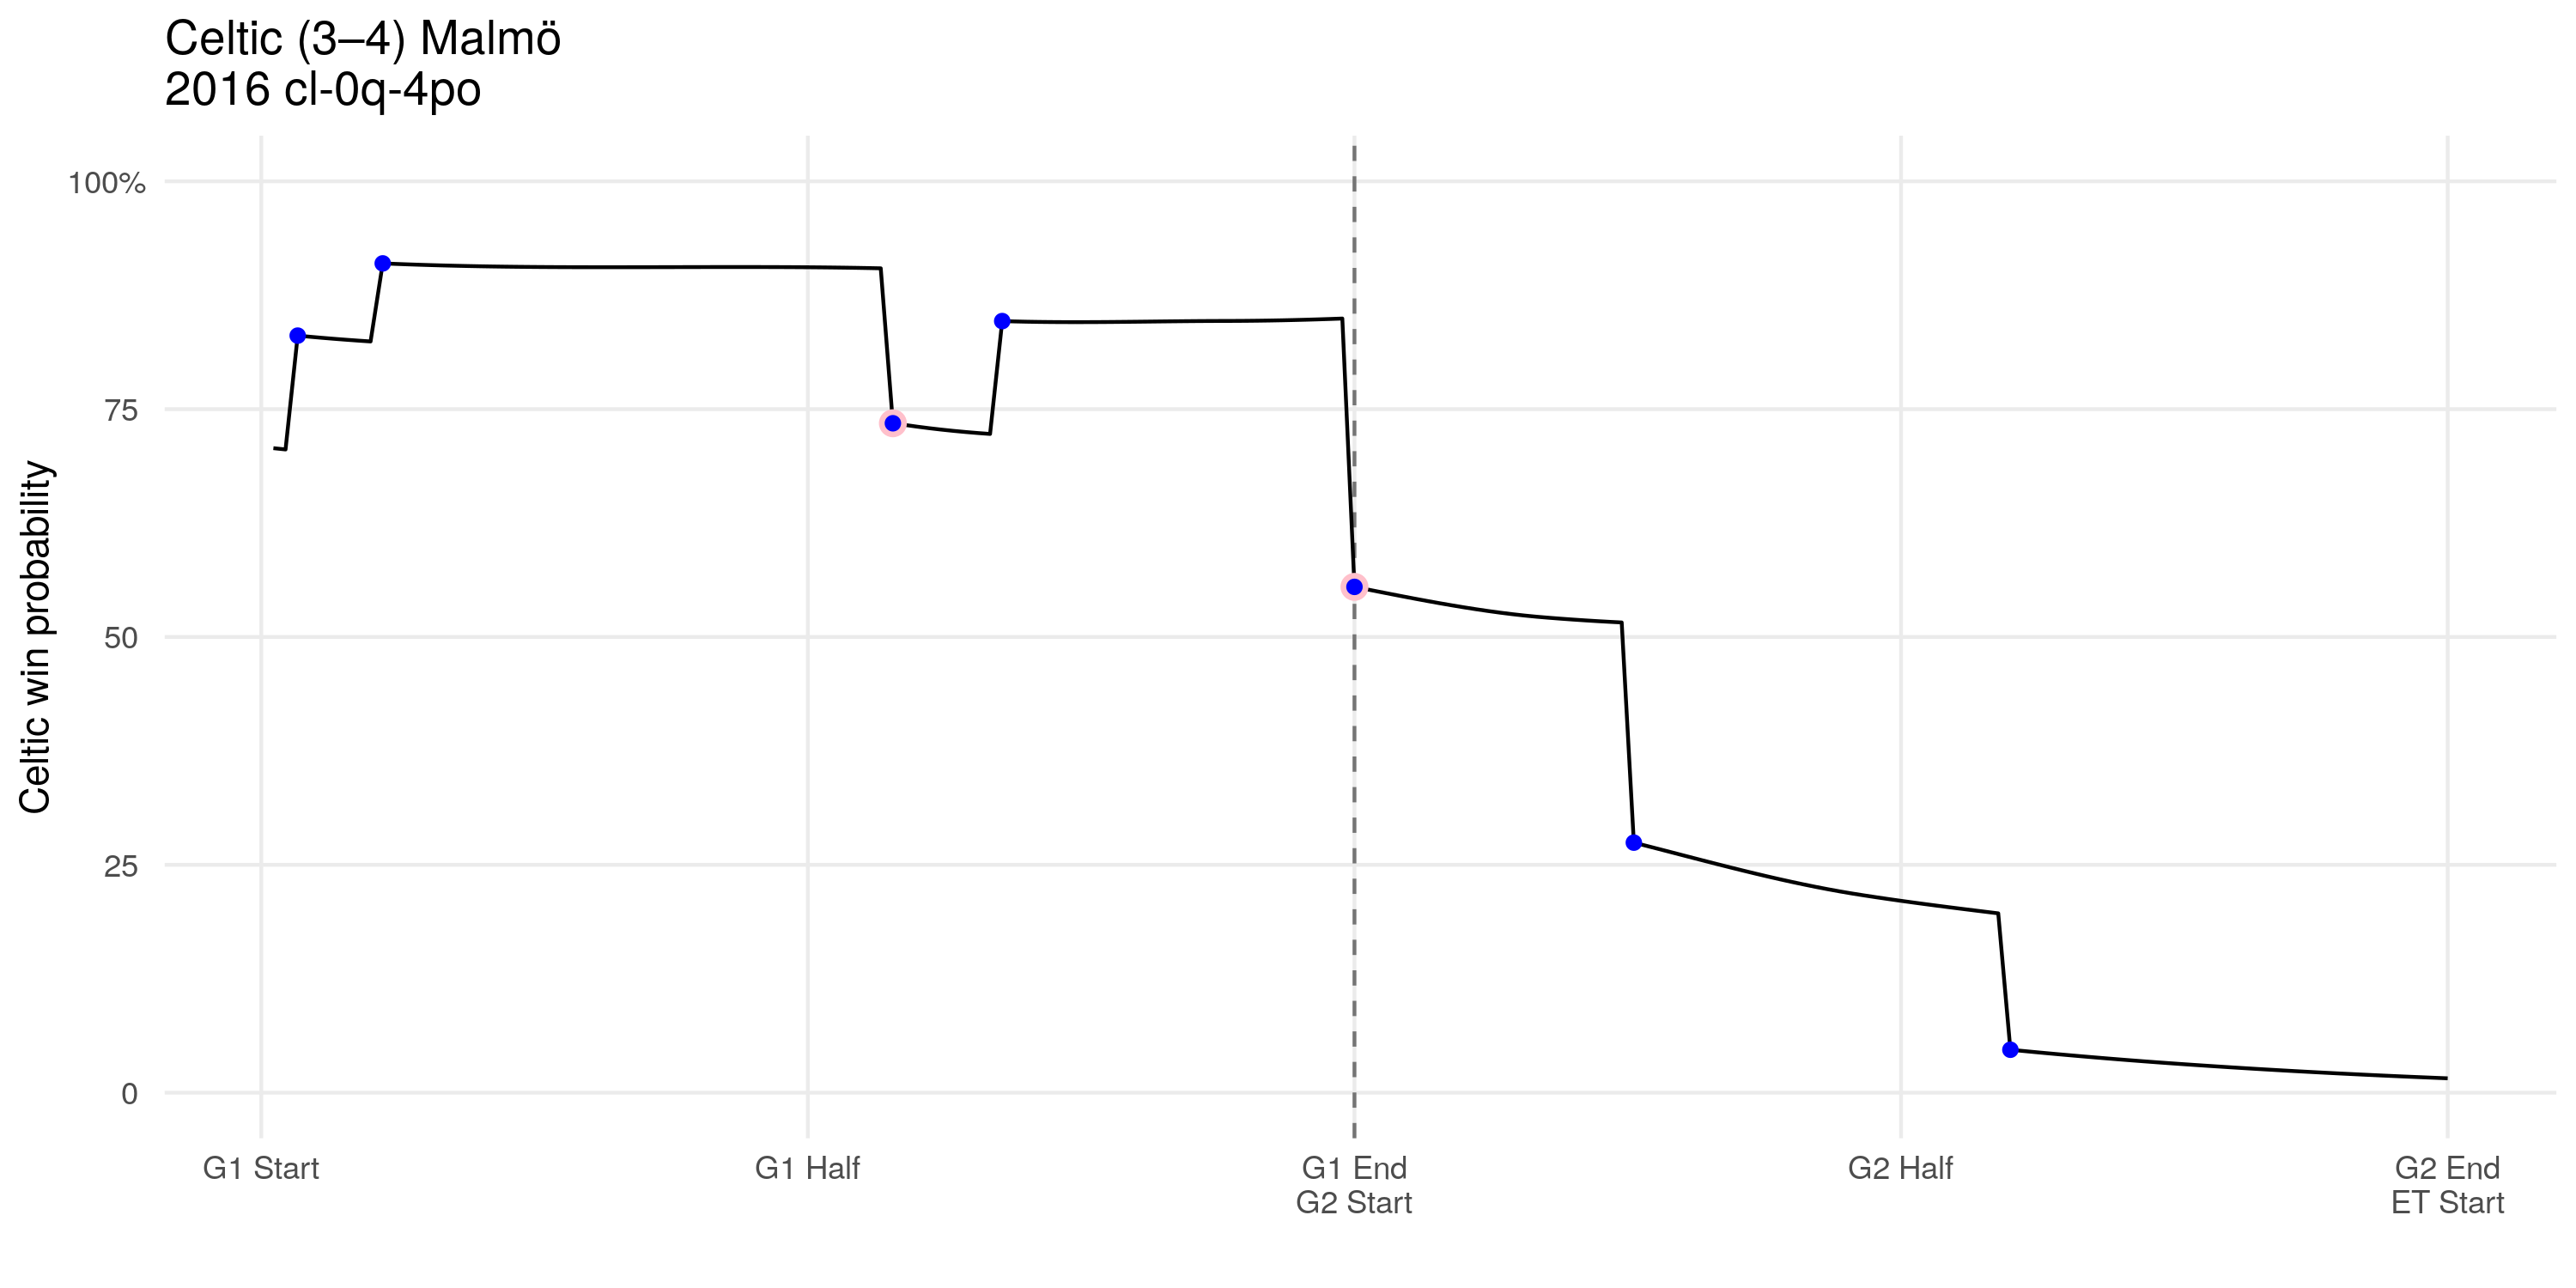 Celtic (3–4) Malmö
2016 cl-0q-4po
Celtic win probability
100%
75
50
25
0
G1 Start
G1 Half
G1 End
G2 Start
G2 Half
G2 End
ET Start